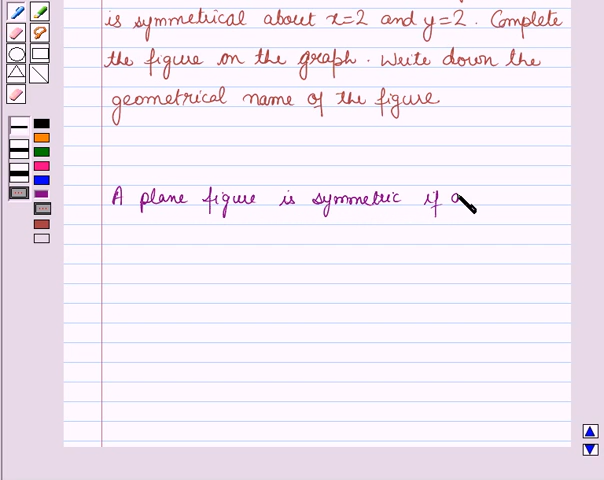 is symmetrical about x=2 and y=2. Complete
the figure on the graph. Write down the
geometrical name of the figure
A plane figure is symmetric if